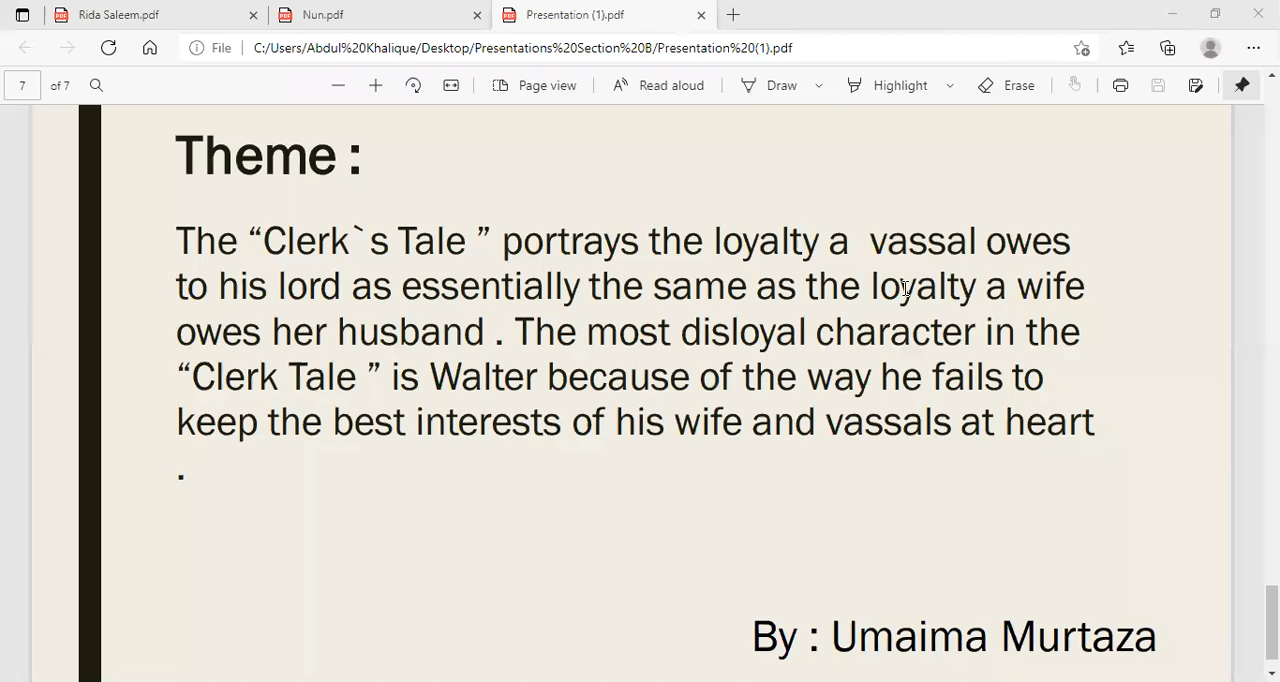 Rida Saleem.pdf Nun.pdf Presentation (1).pdf
File C:/Users/Abdul%20Khalique/Desktop/Presentations%20Section%20B/Presentation%20(1).pdf
7 of 7 Page view Read aloud Draw Highlight Erase
Theme :
The “Clerk`s Tale ” portrays the loyalty a vassal owes
to his lord as essentially the same as the loyalty a wife
owes her husband . The most disloyal character in the
“Clerk Tale ” is Walter because of the way he fails to
keep the best interests of his wife and vassals at heart
.
By : Umaima Murtaza